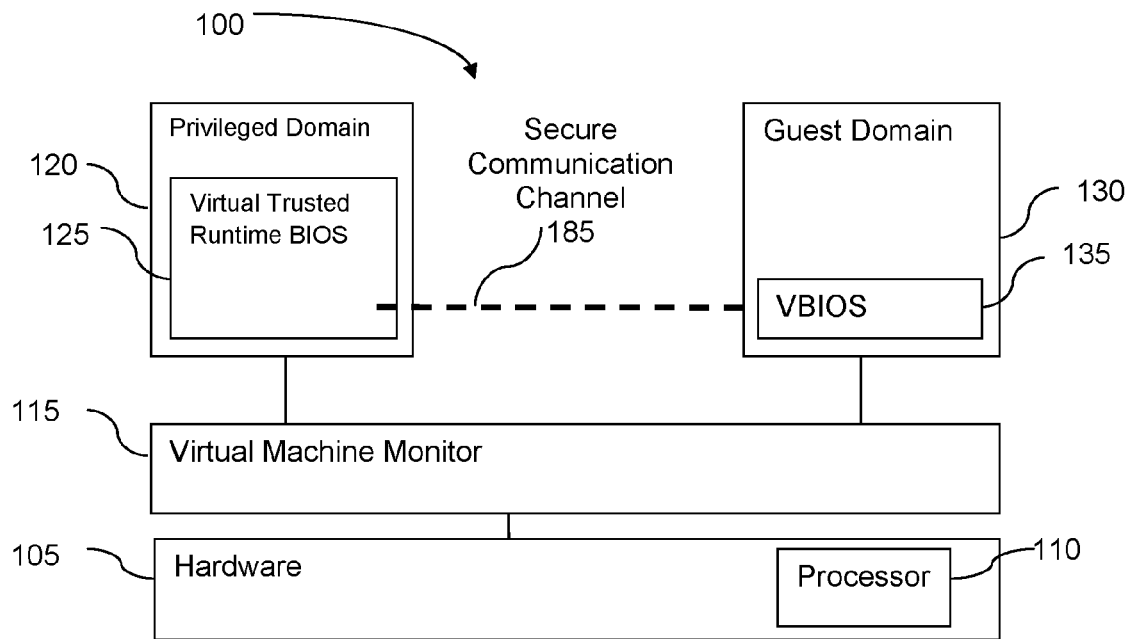 100
Privileged Domain
Secure
Communication
Channel
185
Guest Domain
120
Virtual Trusted
Runtime BIOS
125
130
135
VBIOS
115
Virtual Machine Monitor
105
Hardware
Processor
110